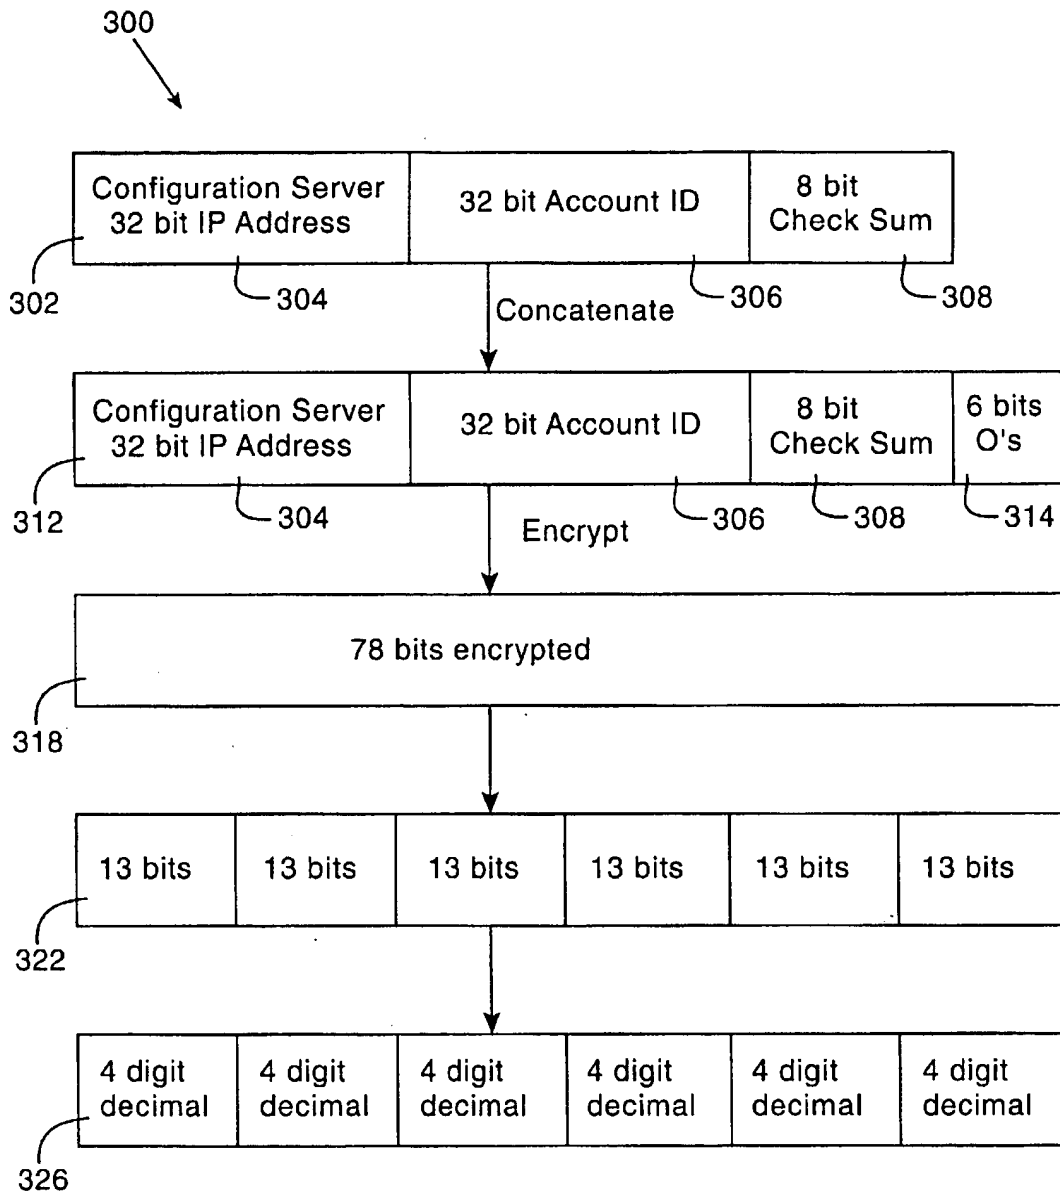 300
Configuration Server
32 bit IP Address
32 bit Account ID
8 bit
Check Sum
302
304
306
308
Concatenate
Configuration Server
32 bit IP Address
32 bit Account ID
8 bit
Check Sum
6 bits
O's
312
304
306
308
314
Encrypt
78 bits encrypted
318
13 bits
13 bits
13 bits
13 bits
13 bits
13 bits
322
4 digit
decimal
4 digit
decimal
4 digit
decimal
4 digit
decimal
4 digit
decimal
4 digit
decimal
326